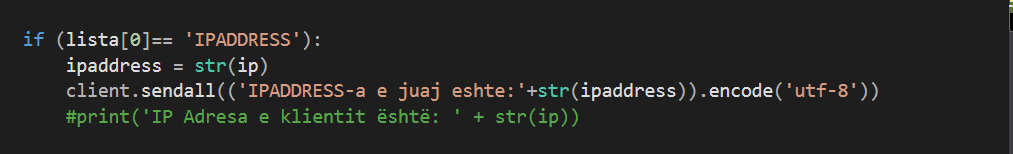 if (lista[0]== 'IPADDRESS'):
    ipaddress = str(ip)
    client.sendall(('IPADDRESS-a e juaj eshte:'+str(ipaddress)).encode('utf-8'))
    #print('IP Adresa e klientit është: ' + str(ip))